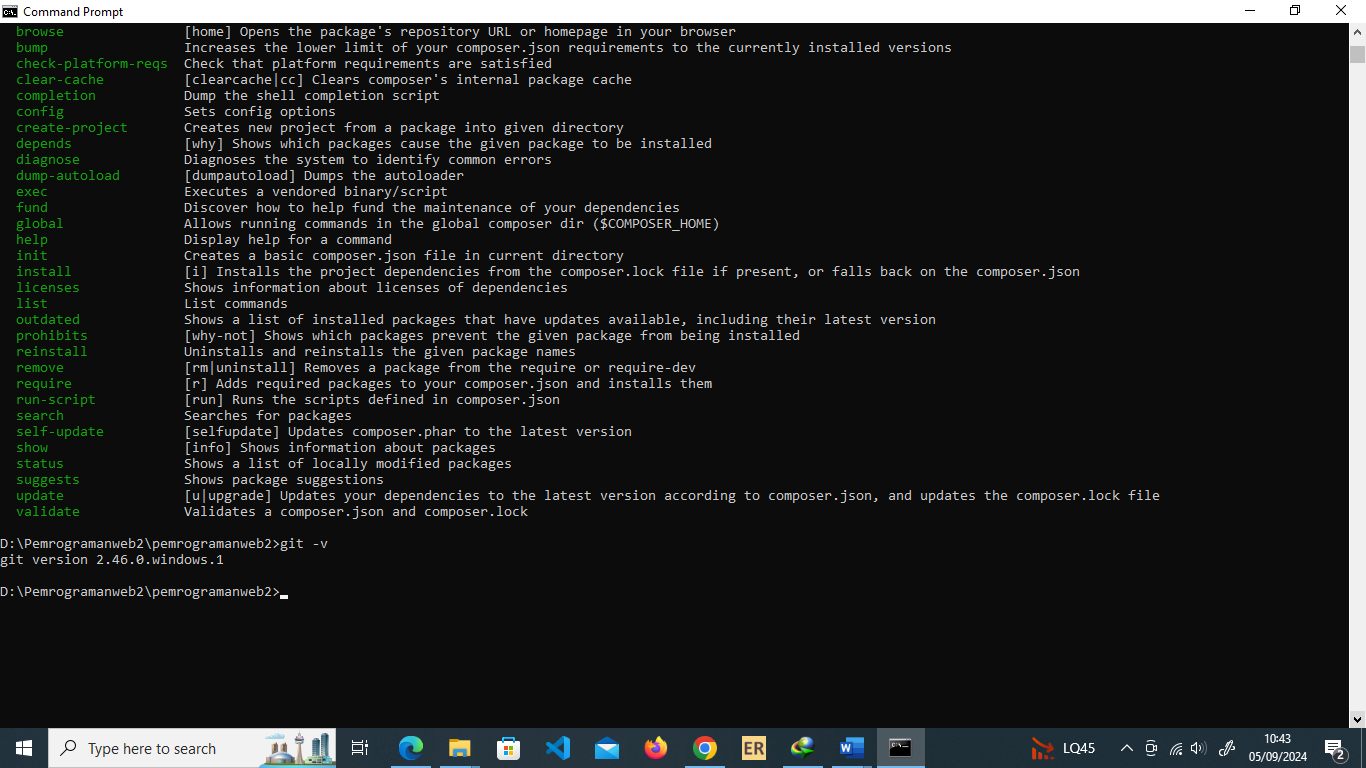 Command Prompt
browse [home] Opens the package's repository URL or homepage in your browser
bump Increases the lower limit of your composer.json requirements to the currently installed versions
check-platform-reqs Check that platform requirements are satisfied
clear-cache [clearcache|cc] Clears composer's internal package cache
completion Dump the shell completion script
config Sets config options
create-project Creates new project from a package into given directory
depends [why] Shows which packages cause the given package to be installed
diagnose Diagnoses the system to identify common errors
dump-autoload [dumpautoload] Dumps the autoloader
exec Executes a vendored binary/script
fund Discover how to help fund the maintenance of your dependencies
global Allows running commands in the global composer dir ($COMPOSER_HOME)
help Display help for a command
init Creates a basic composer.json file in current directory
install [i] Installs the project dependencies from the composer.lock file if present, or falls back on the composer.json
licenses Shows information about licenses of dependencies
list List commands
outdated Shows a list of installed packages that have updates available, including their latest version
prohibits [why-not] Shows which packages prevent the given package from being installed
reinstall Uninstalls and reinstalls the given package names
remove [rm|uninstall] Removes a package from the require or require-dev
require [r] Adds required packages to your composer.json and installs them
run-script [run] Runs the scripts defined in composer.json
search Searches for packages
self-update [selfupdate] Updates composer.phar to the latest version
show [info] Shows information about packages
status Shows a list of locally modified packages
suggests Shows package suggestions
update [u|upgrade] Updates your dependencies to the latest version according to composer.json, and updates the composer.lock file
validate Validates a composer.json and composer.lock
D:\Pemrogramanweb2\pemrogramanweb2>git -v
git version 2.46.0.windows.1
D:\Pemrogramanweb2\pemrogramanweb2>
Type here to search
ER
LQ45
10:43
05/09/2024
2